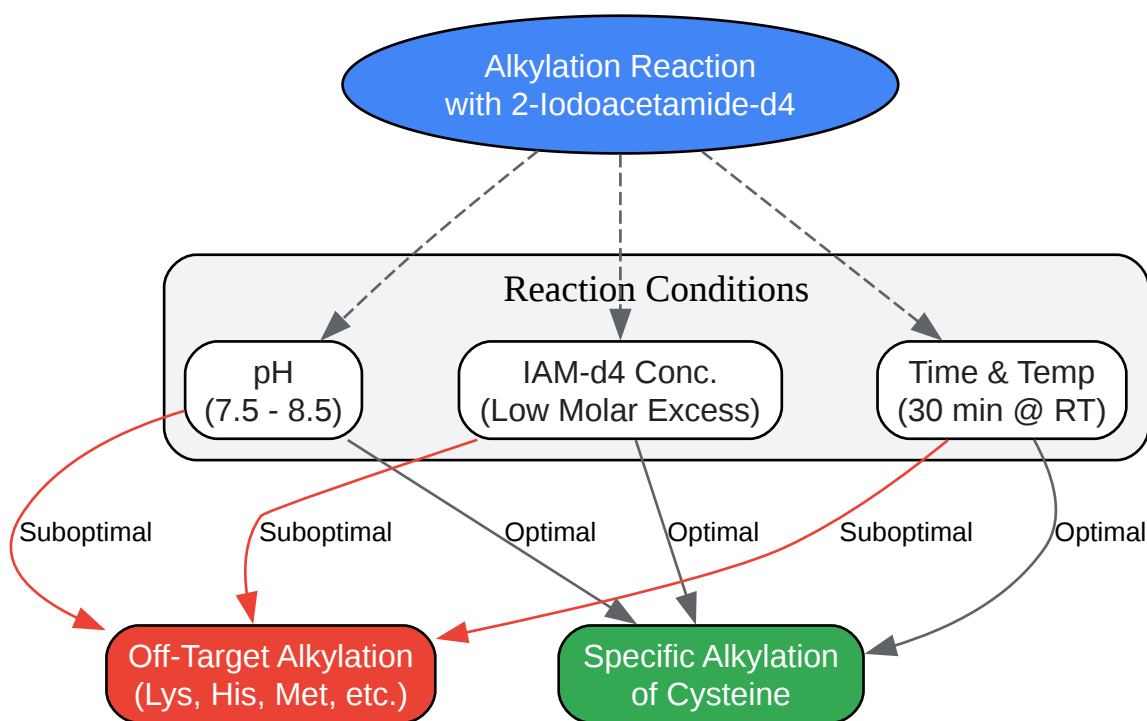 Alkylation Reaction
with 2-Iodoacetamide-d4
Reaction Conditions
pH
(7.5 - 8.5)
IAM-d4 Conc.
(Low Molar Excess)
Time & Temp
(30 min @ RT)
Suboptimal
Suboptimal
Optimal
Optimal
Suboptimal
Optimal
Off-Target Alkylation
(Lys, His, Met, etc.)
Specific Alkylation
of Cysteine